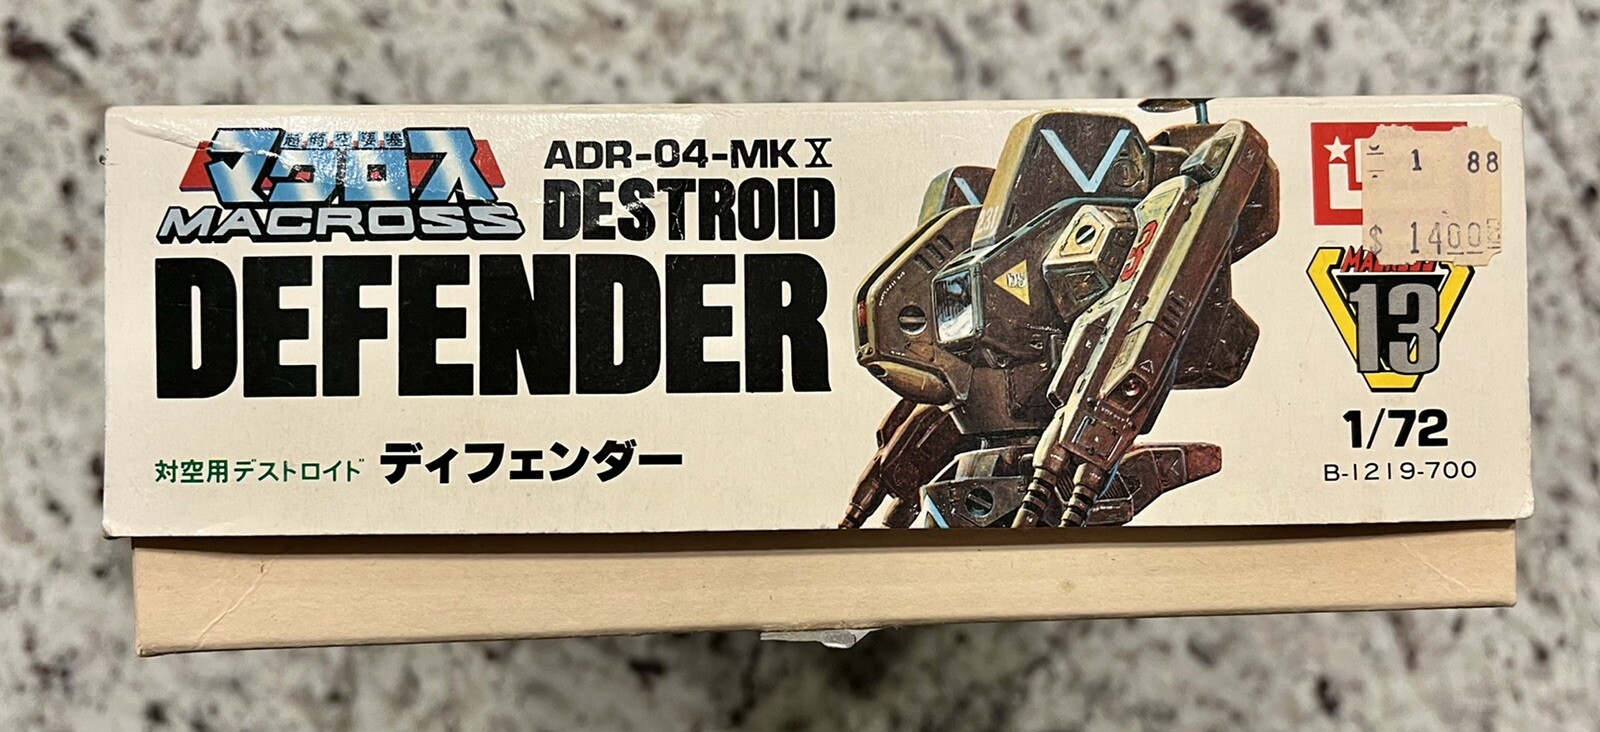 超時空要塞
マクロス
MACROSS
ADR-04-MK X
DESTROID
DEFENDER
対空用デストロイド ディフェンダー
1 88
$ 1400
MACROSS
13
1/72
B-1219-700
3